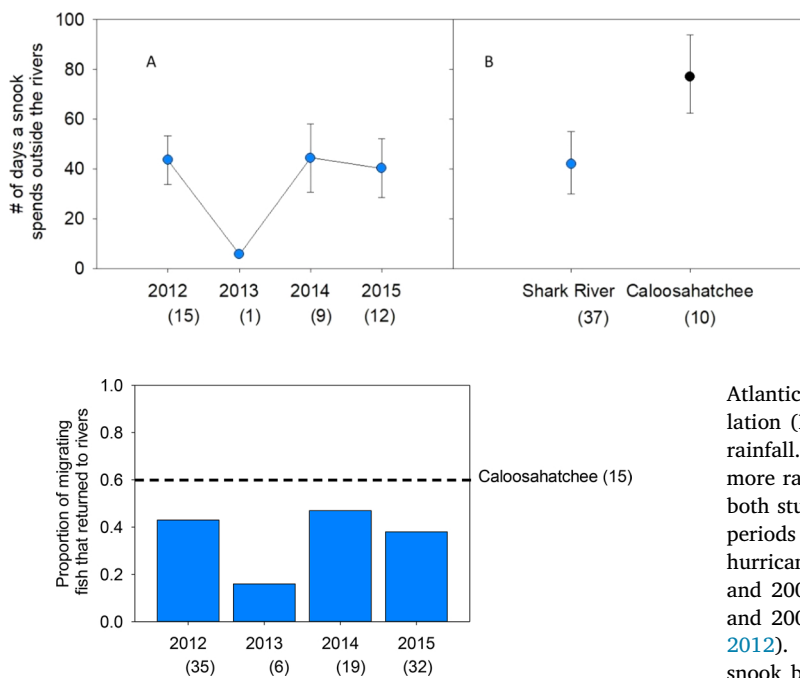 # of days a snook
spends outside the rivers
100
80
60
40
20
0
A
B
2012
2013
2014
2015
(15)
(1)
(9)
(12)
Shark River
Caloosahatchee
(37)
(10)
Proportion of migrating
fish that returned to rivers
1.0
0.8
0.6
0.4
0.2
0.0
Caloosahatchee (15)
2012
2013
2014
2015
(35)
(6)
(19)
(32)
Atlantic
lation (
rainfall.
more ra
both stu
periods
hurrican
and 200
and 200
2012).
snook b